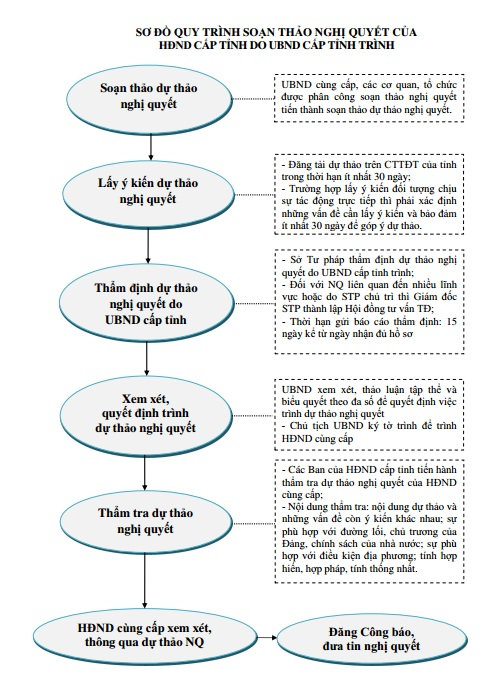 SƠ ĐỒ QUY TRÌNH SOẠN THẢO NGHỊ QUYẾT CỦA
HĐND CẤP TỈNH DO UBND CẤP TỈNH TRÌNH
Soạn thảo dự thảo
nghị quyết
UBND cùng cấp, các cơ quan, tổ chức
được phân công soạn thảo nghị quyết
tiến thành soạn thảo dự thảo nghị quyết.
Lấy ý kiến dự thảo
nghị quyết
- Đăng tải dự thảo trên CTTĐT của tỉnh
trong thời hạn ít nhất 30 ngày;
- Trường hợp lấy ý kiến đối tượng chịu
sự tác động trực tiếp thì phải xác định
những vấn đề cần lấy ý kiến và bảo đảm
ít nhất 30 ngày để góp ý dự thảo.
Thẩm định dự thảo
nghị quyết do
UBND cấp tỉnh
- Sở Tư pháp thẩm định dự thảo nghị
quyết do UBND cấp tỉnh trình;
- Đối với NQ liên quan đến nhiều lĩnh
vực hoặc do STP chủ trì thì Giám đốc
STP thành lập Hội đồng tư vấn TĐ;
- Thời hạn gửi báo cáo thẩm định: 15
ngày kể từ ngày nhận đủ hồ sơ
Xem xét,
quyết định trình
dự thảo nghị quyết
UBND xem xét, thảo luận tập thể và
biểu quyết theo đa số để quyết định việc
trình dự thảo nghị quyết
- Chủ tịch UBND ký tờ trình để trình
HĐND cùng cấp
Thẩm tra dự thảo
nghị quyết
- Các Ban của HĐND cấp tỉnh tiến hành
thẩm tra dự thảo nghị quyết của HĐND
cùng cấp;
- Nội dung thẩm tra: nội dung dự thảo và
những vấn đề còn ý kiến khác nhau; sự
phù hợp với đường lối, chủ trương của
Đảng, chính sách của nhà nước; sự phù
hợp với điều kiện địa phương; tính hợp
hiến, hợp pháp, tính thống nhất.
HĐND cùng cấp xem xét,
thông qua dự thảo NQ
Đăng Công báo,
đưa tin nghị quyết